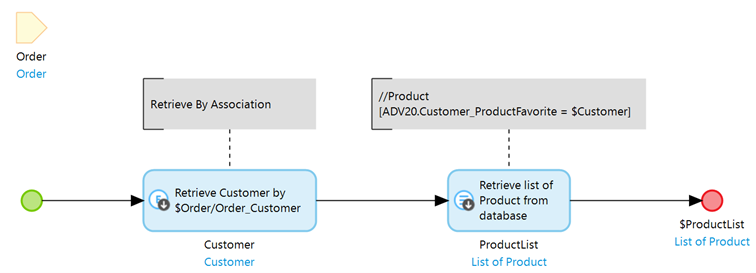 Order
Order
Retrieve By Association
//Product
[ADV20.Customer_ProductFavorite = $Customer]
Retrieve Customer by
$Order/Order_Customer
Retrieve list of
Product from
database
Customer
Customer
ProductList
List of Product
$ProductList
List of Product